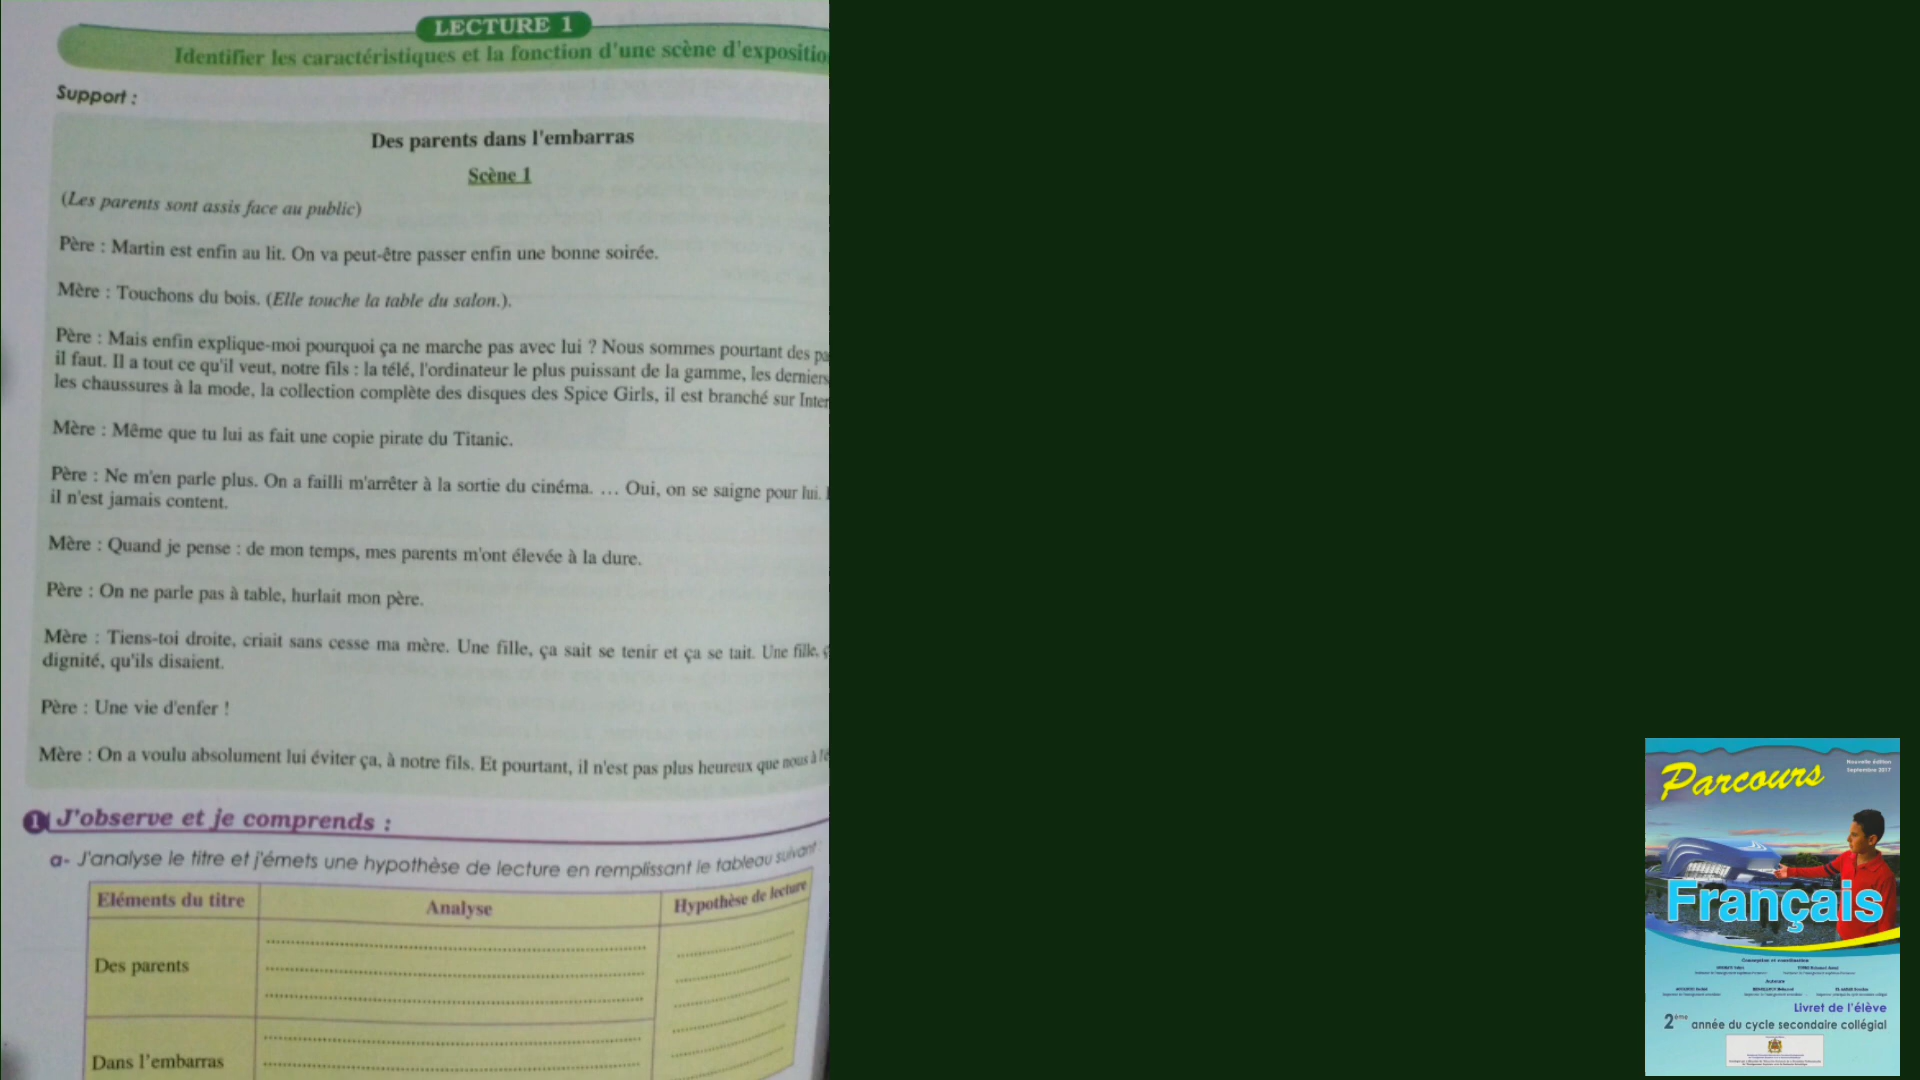 LECTURE 1
Identifier les caractéristiques et la fonction d'une scène d'expositio
Support :
Des parents dans l'embarras
Scène 1
(Les parents sont assis face au public)
Père : Martin est enfin au lit. On va peut-être passer enfin une bonne soirée.
Mère : Touchons du bois. (Elle touche la table du salon.).
Père : Mais enfin explique-moi pourquoi ça ne marche pas avec lui ? Nous sommes pourtant des pa
il faut. Il a tout ce qu'il veut, notre fils : la télé, l'ordinateur le plus puissant de la gamme, les derniers
les chaussures à la mode, la collection complète des disques des Spice Girls, il est branché sur Inter
Mère : Même que tu lui as fait une copie pirate du Titanic.
Père : Ne m'en parle plus. On a failli m'arrêter à la sortie du cinéma. … Oui, on se saigne pour lui.
il n'est jamais content.
Mère : Quand je pense : de mon temps, mes parents m'ont élevée à la dure.
Père : On ne parle pas à table, hurlait mon père.
Mère : Tiens-toi droite, criait sans cesse ma mère. Une fille, ça sait se tenir et ça se tait. Une fille,
dignité, qu'ils disaient.
Père : Une vie d'enfer !
Mère : On a voulu absolument lui éviter ça, à notre fils. Et pourtant, il n'est pas plus heureux que nous à
1 J'observe et je comprends :
a- J'analyse le titre et j'émets une hypothèse de lecture en remplissant le tableau suivant
Eléments du titre Analyse Hypothèse de lecture
Des parents
Dans l'embarras
Parcours
Nouvelle édition
Septembre 2017
Français
Conception et coordination
Auteurs
Livret de l'élève
2ème année du cycle secondaire collégial